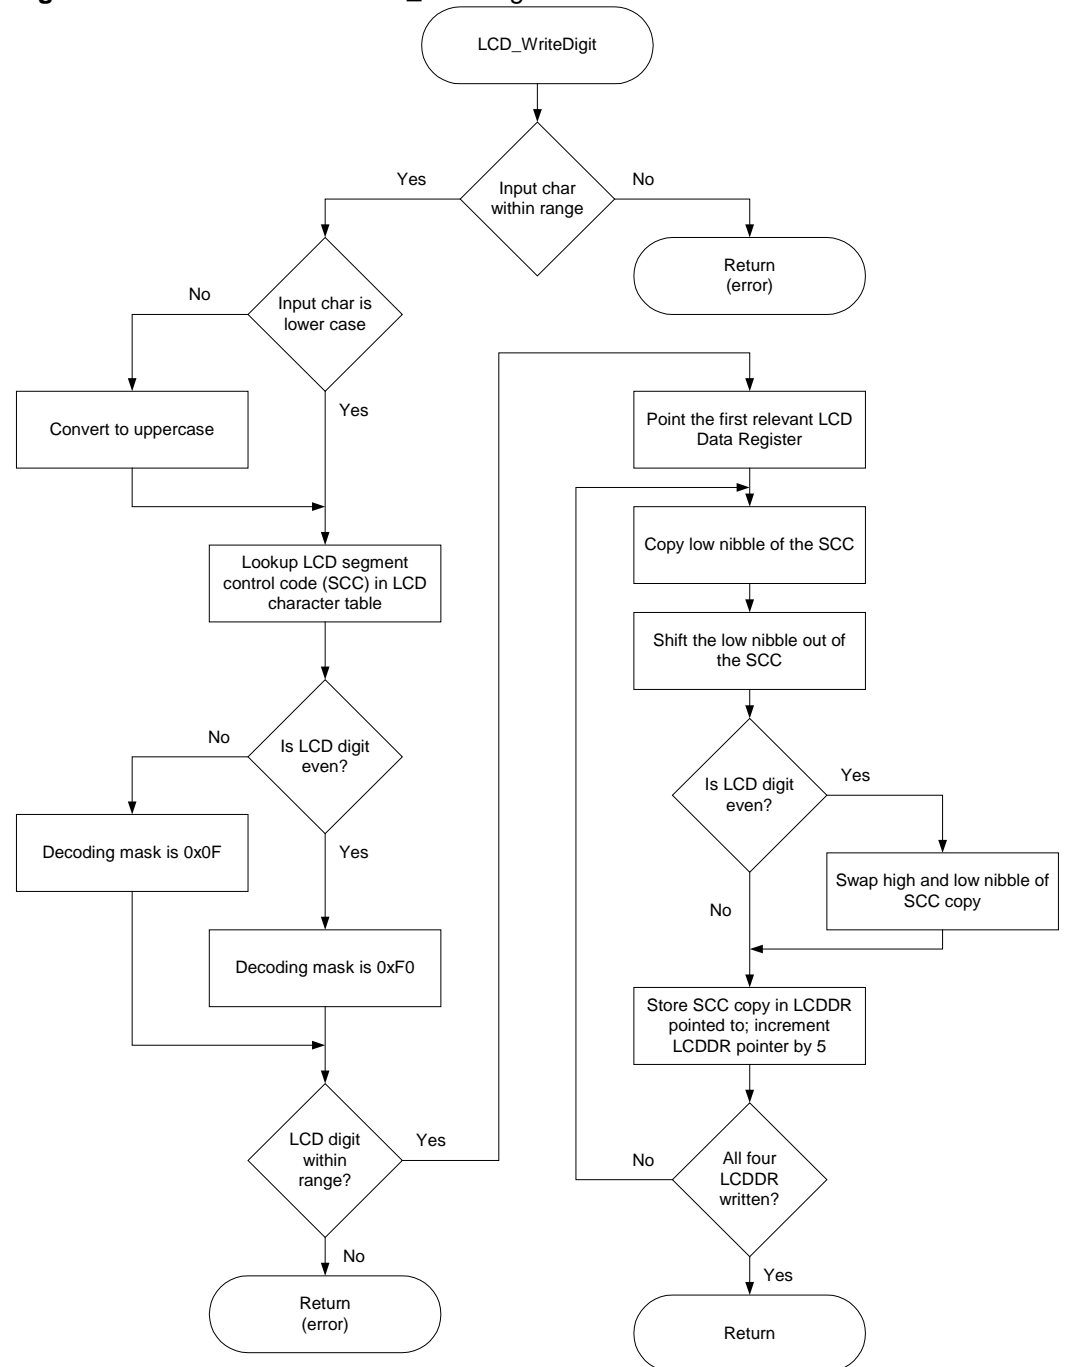 LCD_WriteDigit
Yes
No
Input char
within range
Return
(error)
No
Input char is
lower case
Yes
Convert to uppercase
Point the first relevant LCD
Data Register
Copy low nibble of the SCC
Lookup LCD segment
control code (SCC) in LCD
character table
Shift the low nibble out of
the SCC
No
Is LCD digit
even?
Yes
Is LCD digit
even?
Yes
Decoding mask is 0x0F
Swap high and low nibble of
SCC copy
No
Decoding mask is 0xF0
Store SCC copy in LCDDR
pointed to; increment
LCDDR pointer by 5
LCD digit
within
range?
Yes
No
All four
LCDDR
written?
No
Yes
Return
(error)
Return